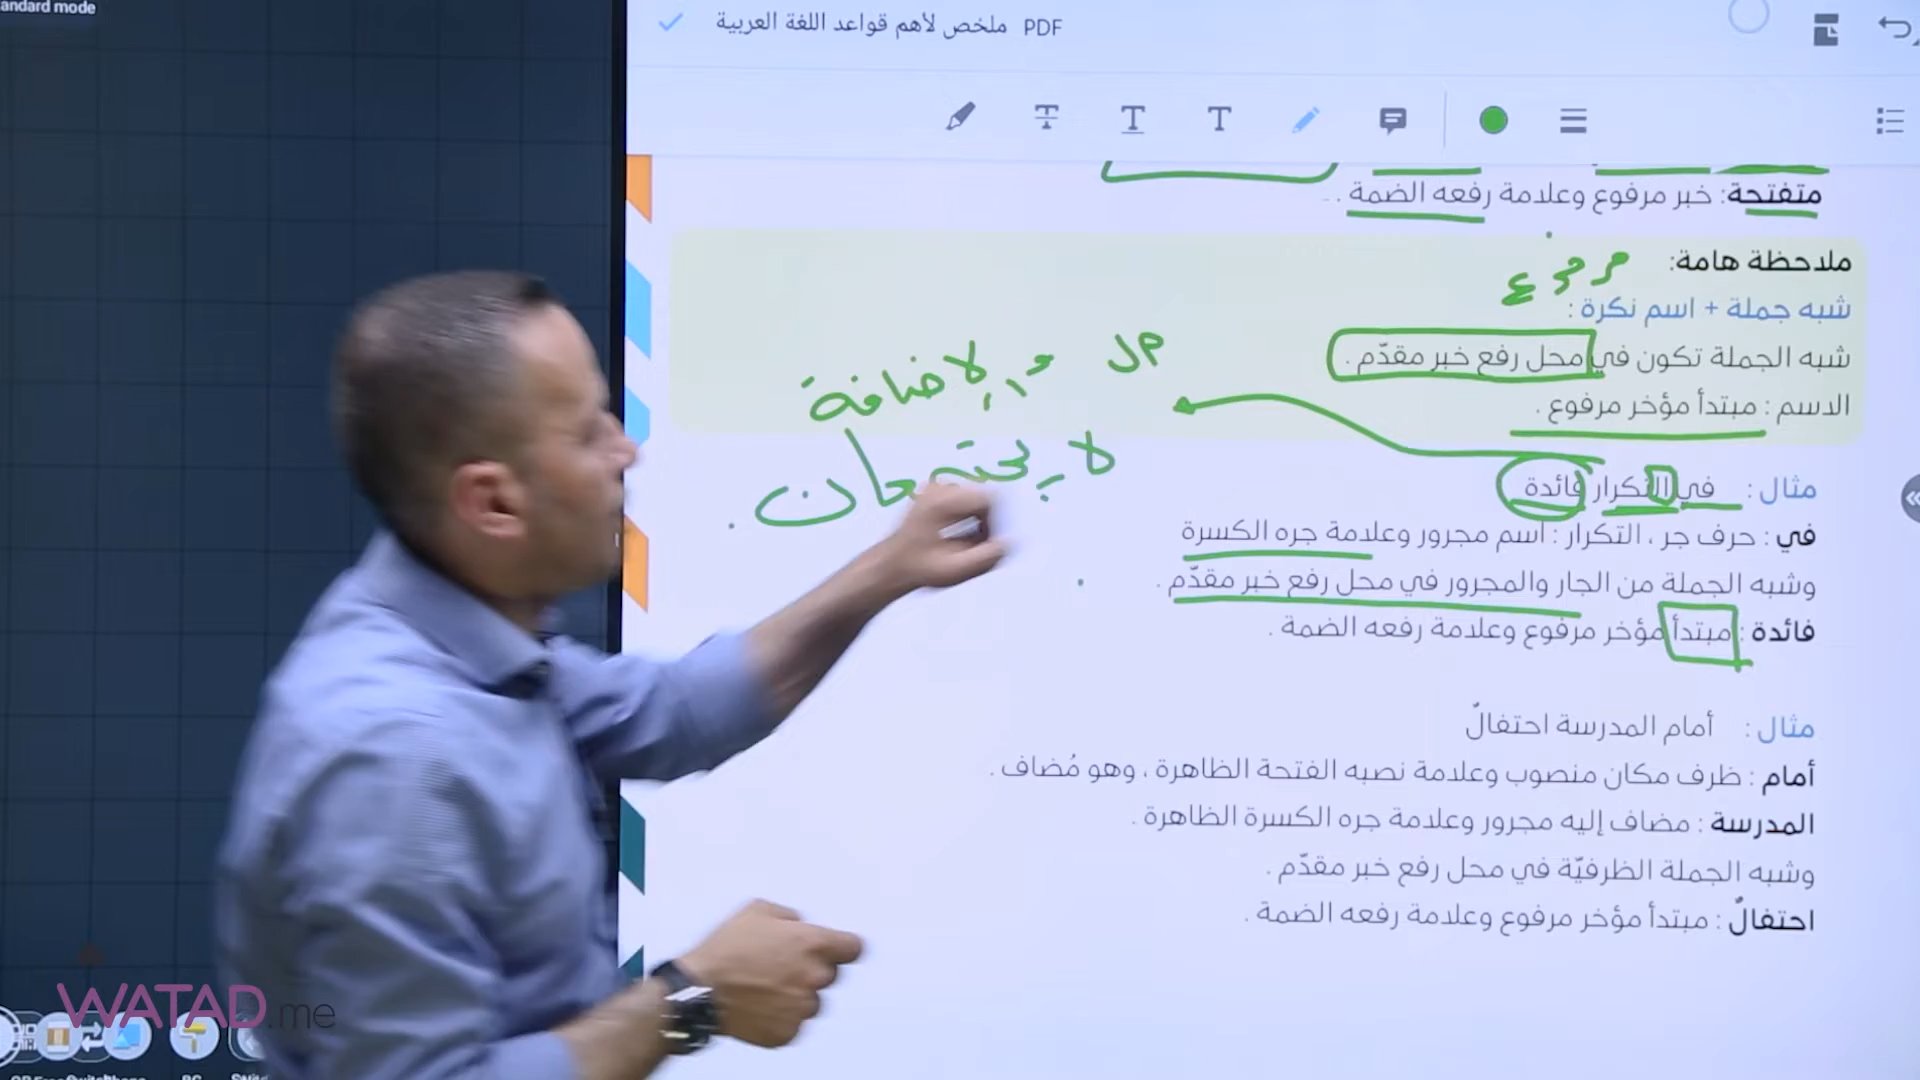 andard mode
ملخص لأهم قواعد اللغة العربية PDF
متفتحة: خبر مرفوع وعلامة رفعه الضمة .
ملاحظة هامة:
مرفوع
شبه جملة + اسم نكرة :
شبه الجملة تكون في محل رفع خبر مقدّم .
الاسم : مبتدأ مؤخر مرفوع .
ال و الإضافة
لا يجتمعان .
مثال : في التكرار فائدة
في : حرف جر ، التكرار : اسم مجرور وعلامة جره الكسرة
وشبه الجملة من الجار والمجرور في محل رفع خبر مقدّم .
فائدة : مبتدأ مؤخر مرفوع وعلامة رفعه الضمة .
مثال : أمام المدرسة احتفالٌ
أمام : ظرف مكان منصوب وعلامة نصبه الفتحة الظاهرة ، وهو مُضاف .
المدرسة : مضاف إليه مجرور وعلامة جره الكسرة الظاهرة .
وشبه الجملة الظرفيّة في محل رفع خبر مقدّم .
احتفالٌ : مبتدأ مؤخر مرفوع وعلامة رفعه الضمة .
WATAD.me